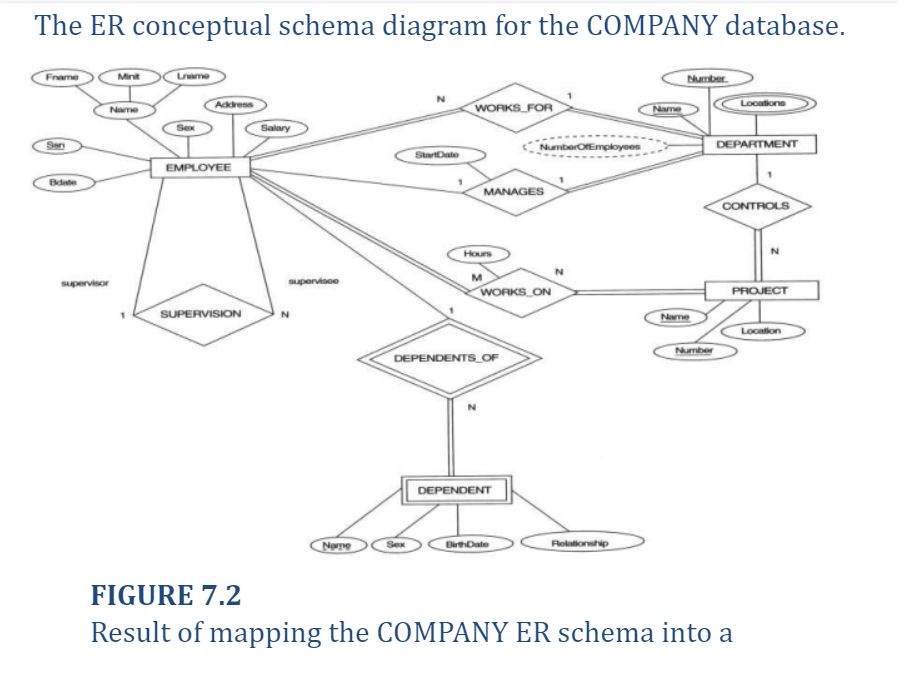 The ER conceptual schema diagram for the COMPANY database.
Fname
Minit
Lname
Number
N
1
WORKS_FOR
Name
Address
Name
Locations
Sex
Salary
Ssn
StartDate
NumberOfEmployees
DEPARTMENT
EMPLOYEE
Bdate
1
MANAGES
1
1
CONTROLS
Hours
N
supervisor
supervisee
M
WORKS_ON
N
PROJECT
1
SUPERVISION
N
1
Name
Location
Number
DEPENDENTS_OF
N
DEPENDENT
Name
Sex
BirthDate
Relationship
FIGURE 7.2
Result of mapping the COMPANY ER schema into a